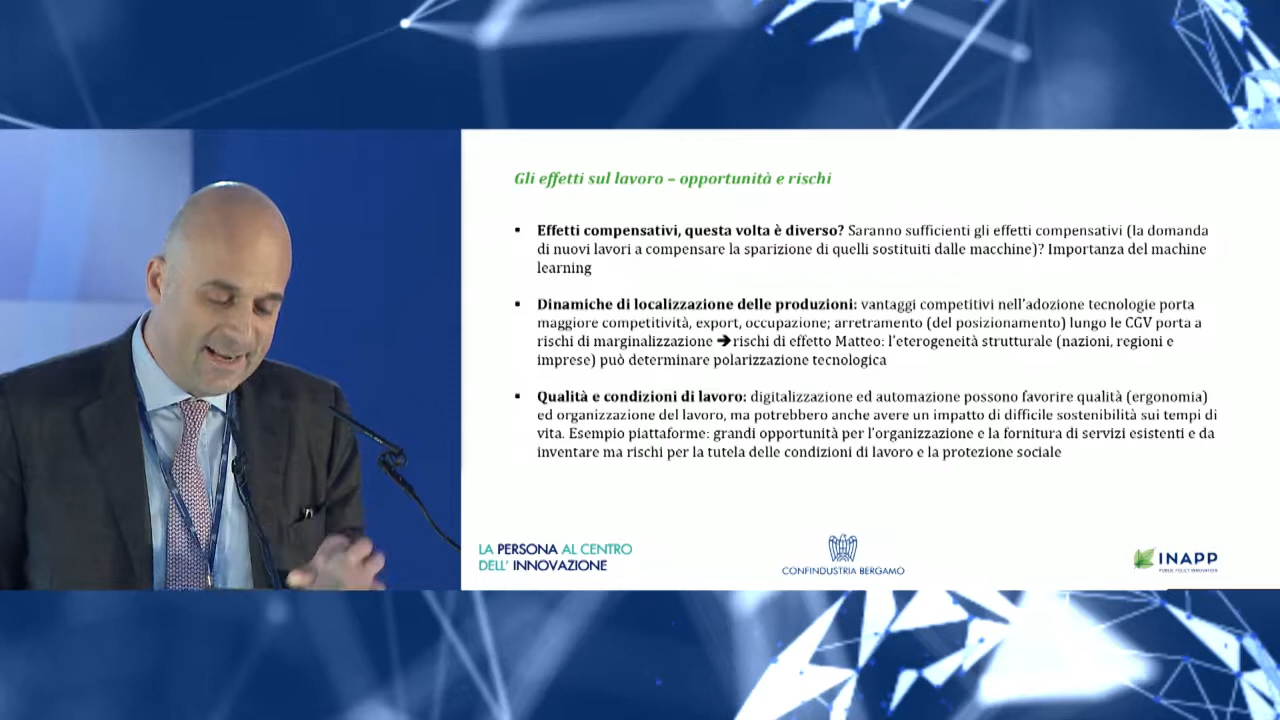 Gli effetti sul lavoro – opportunità e rischi
▪ Effetti compensativi, questa volta è diverso? Saranno sufficienti gli effetti compensativi (la domanda
di nuovi lavori a compensare la sparizione di quelli sostituiti dalle macchine)? Importanza del machine
learning
▪ Dinamiche di localizzazione delle produzioni: vantaggi competitivi nell'adozione tecnologie porta
maggiore competitività, export, occupazione; arretramento (del posizionamento) lungo le CGV porta a
rischi di marginalizzazione ➔rischi di effetto Matteo: l'eterogeneità strutturale (nazioni, regioni e
imprese) può determinare polarizzazione tecnologica
▪ Qualità e condizioni di lavoro: digitalizzazione ed automazione possono favorire qualità (ergonomia)
ed organizzazione del lavoro, ma potrebbero anche avere un impatto di difficile sostenibilità sui tempi di
vita. Esempio piattaforme: grandi opportunità per l'organizzazione e la fornitura di servizi esistenti e da
inventare ma rischi per la tutela delle condizioni di lavoro e la protezione sociale
LA PERSONA AL CENTRO
DELL' INNOVAZIONE
CONFINDUSTRIA BERGAMO
INAPP
PUBLIC POLICY INNOVATION